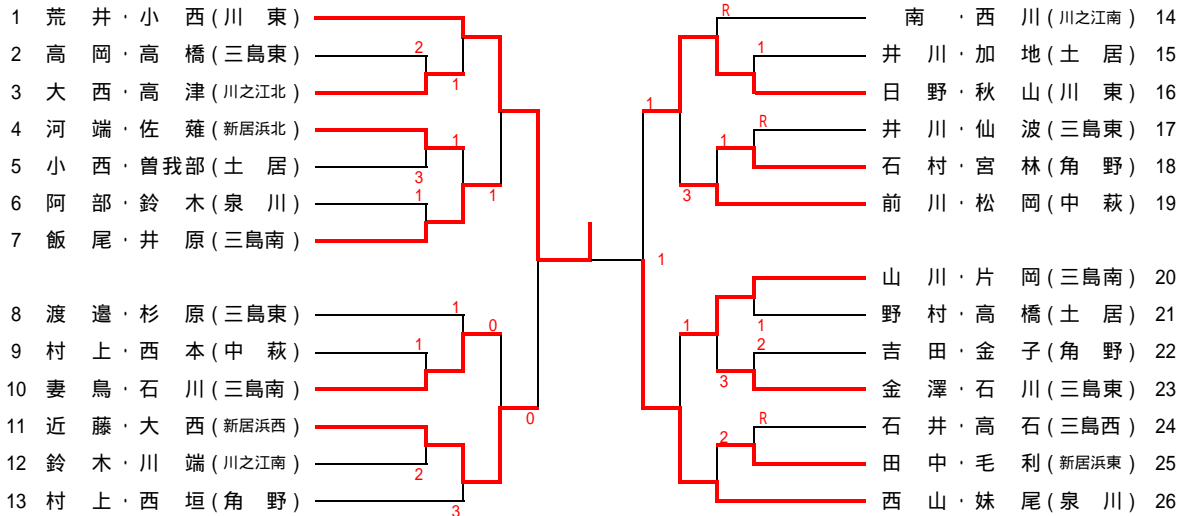 1 荒井・小西(川東)
2 高岡・高橋(三島東)
3 大西・高津(川之江北)
4 河端・佐薙(新居浜北)
5 小西・曽我部(土居)
6 阿部・鈴木(泉川)
7 飯尾・井原(三島南)
8 渡邉・杉原(三島東)
9 村上・西本(中萩)
10 妻鳥・石川(三島南)
11 近藤・大西(新居浜西)
12 鈴木・川端(川之江南)
13 村上・西垣(角野)
2
1
1
3
1
1
1
0
1
0
2
3
R
1
1
R
1
3
1
1
1
2
3
R
2
南・西川(川之江南) 14
井川・加地(土居) 15
日野・秋山(川東) 16
井川・仙波(三島東) 17
石村・宮林(角野) 18
前川・松岡(中萩) 19
山川・片岡(三島南) 20
野村・高橋(土居) 21
吉田・金子(角野) 22
金澤・石川(三島東) 23
石井・高石(三島西) 24
田中・毛利(新居浜東) 25
西山・妹尾(泉川) 26